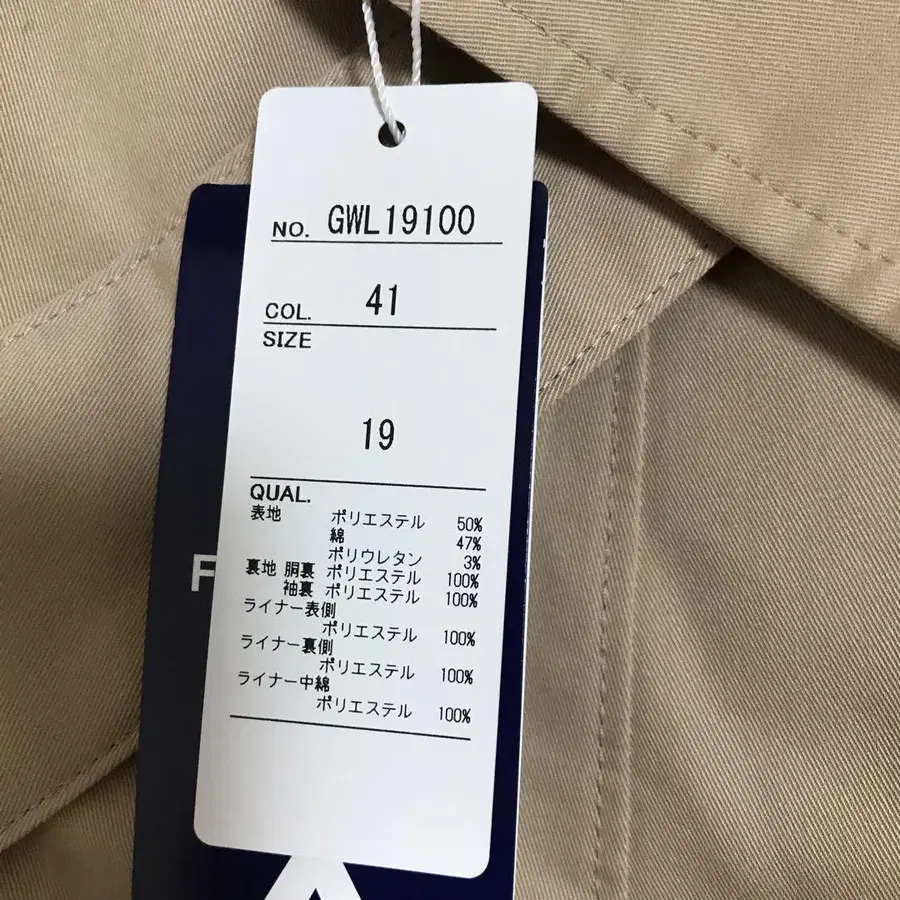 NO. GWL19100
COL. 41
SIZE
19
QUAL.
表地 ポリエステル 50%
綿 47%
ポリウレタン 3%
裏地 胴裏 ポリエステル 100%
袖裏 ポリエステル 100%
ライナー表側
ポリエステル 100%
ライナー裏側
ポリエステル 100%
ライナー中綿
ポリエステル 100%
F